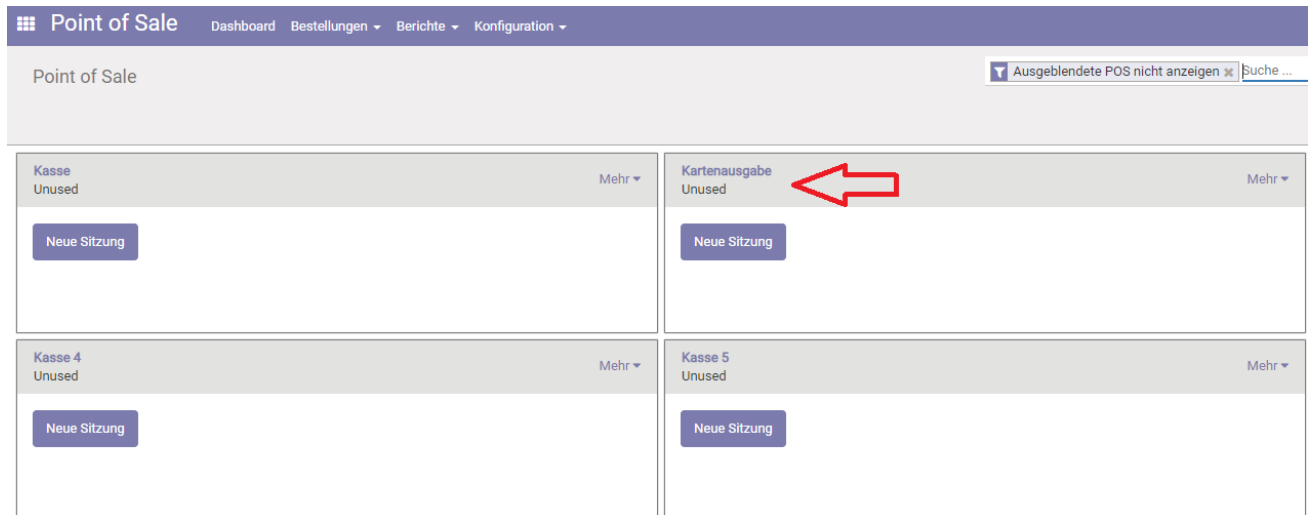 Point of Sale Dashboard Bestellungen Berichte Konfiguration
Point of Sale
Ausgeblendete POS nicht anzeigen Suche ...
Kasse
Unused
Mehr
Neue Sitzung
Kartenausgabe
Unused
Mehr
Neue Sitzung
Kasse 4
Unused
Mehr
Neue Sitzung
Kasse 5
Unused
Mehr
Neue Sitzung